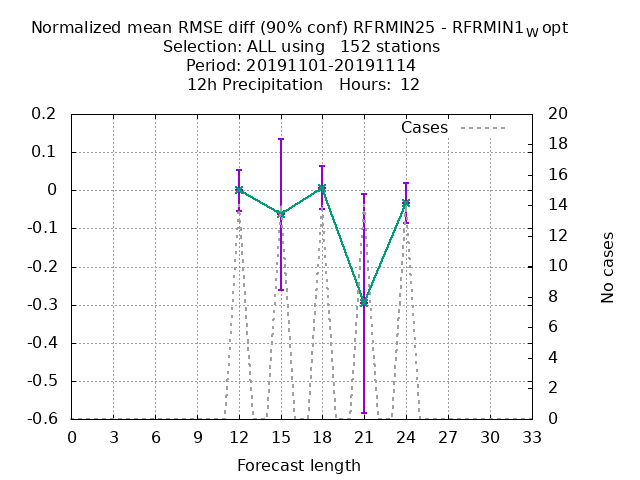 Normalized mean RMSE diff (90% conf) RFRMIN25 - RFRMIN1Wopt
Selection: ALL using 152 stations
Period: 20191101-20191114
12h Precipitation Hours: 12
Cases
0.2
0.1
0
-0.1
-0.2
-0.3
-0.4
-0.5
-0.6
20
18
16
14
12
10
8
6
4
2
0
No cases
0 3 6 9 12 15 18 21 24 27 30 33
Forecast length